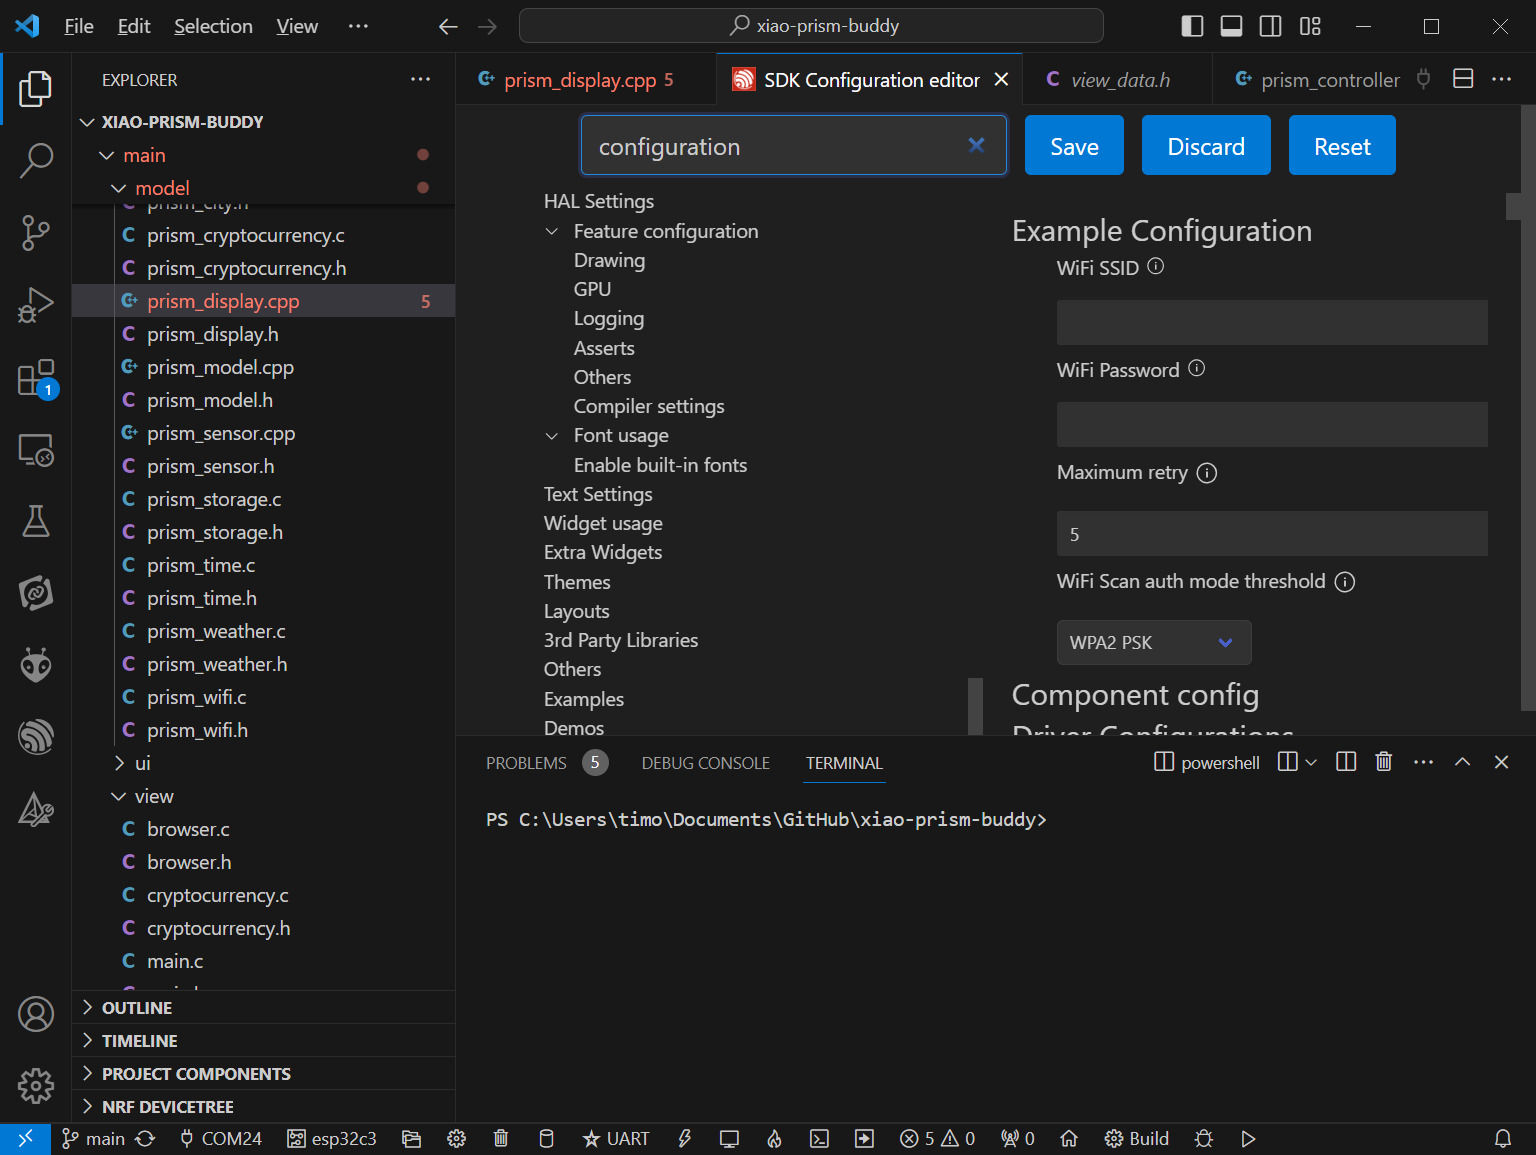 File Edit Selection View
xiao-prism-buddy
EXPLORER
XIAO-PRISM-BUDDY
main
model
prism_city.h
prism_cryptocurrency.c
prism_cryptocurrency.h
prism_display.cpp 5
prism_display.h
prism_model.cpp
prism_model.h
prism_sensor.cpp
prism_sensor.h
prism_storage.c
prism_storage.h
prism_time.c
prism_time.h
prism_weather.c
prism_weather.h
prism_wifi.c
prism_wifi.h
ui
view
browser.c
browser.h
cryptocurrency.c
cryptocurrency.h
main.c
OUTLINE
TIMELINE
PROJECT COMPONENTS
NRF DEVICETREE
1
prism_display.cpp 5
SDK Configuration editor
view_data.h
prism_controller
configuration
Save
Discard
Reset
HAL Settings
Feature configuration
Drawing
GPU
Logging
Asserts
Others
Compiler settings
Font usage
Enable built-in fonts
Text Settings
Widget usage
Extra Widgets
Themes
Layouts
3rd Party Libraries
Others
Examples
Demos
Example Configuration
WiFi SSID
WiFi Password
Maximum retry
5
WiFi Scan auth mode threshold
WPA2 PSK
Component config
Driver Configurations
PROBLEMS 5
DEBUG CONSOLE
TERMINAL
powershell
PS C:\Users\timo\Documents\GitHub\xiao-prism-buddy>
main COM24 esp32c3 UART 5 0 0 Build